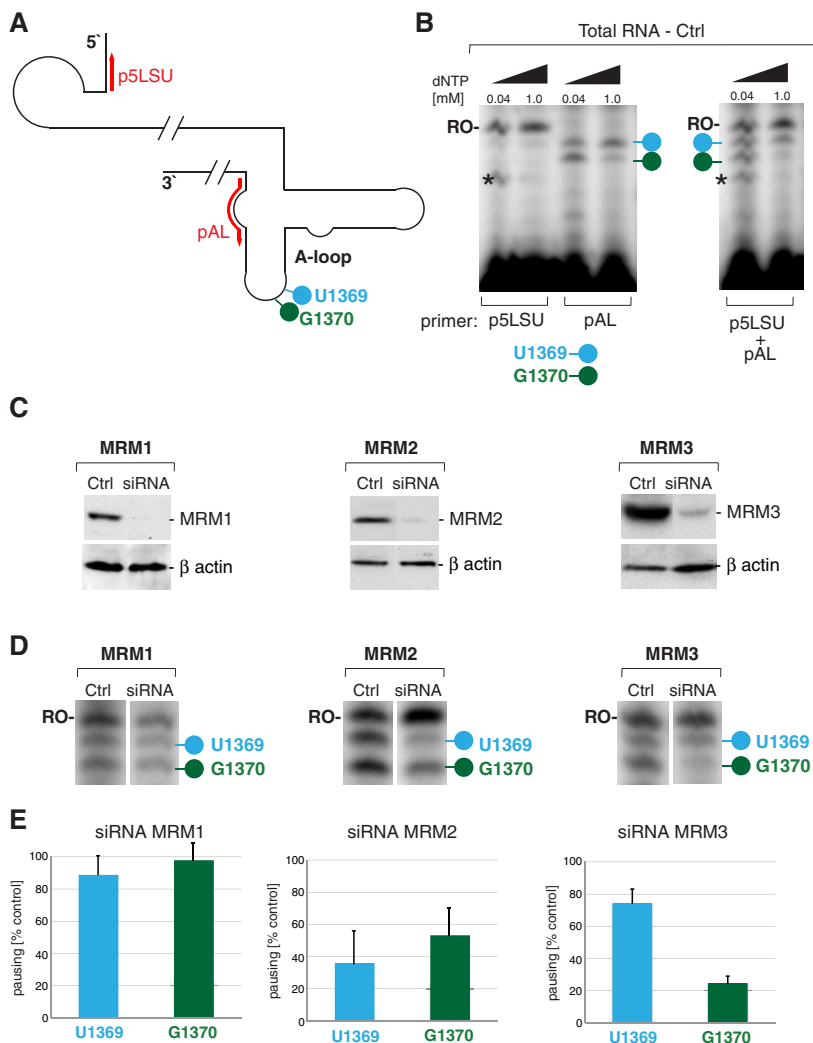 A
5`
p5LSU
3`
pAL
A-loop
U1369
G1370
B
Total RNA - Ctrl
dNTP
[mM]
0.04 1.0 0.04 1.0 0.04 1.0
RO- RO-
* *
primer: p5LSU pAL p5LSU
+
pAL
U1369
G1370
C
MRM1 MRM2 MRM3
Ctrl siRNA Ctrl siRNA Ctrl siRNA
- MRM1 - MRM2 - MRM3
- β actin - β actin - β actin
D
MRM1 MRM2 MRM3
Ctrl siRNA Ctrl siRNA Ctrl siRNA
RO- RO- RO-
U1369 U1369 U1369
G1370 G1370 G1370
E
siRNA MRM1 siRNA MRM2 siRNA MRM3
pausing [% control] pausing [% control] pausing [% control]
100 100 100
80 80 80
60 60 60
40 40 40
20 20 20
0 0 0
U1369 G1370 U1369 G1370 U1369 G1370